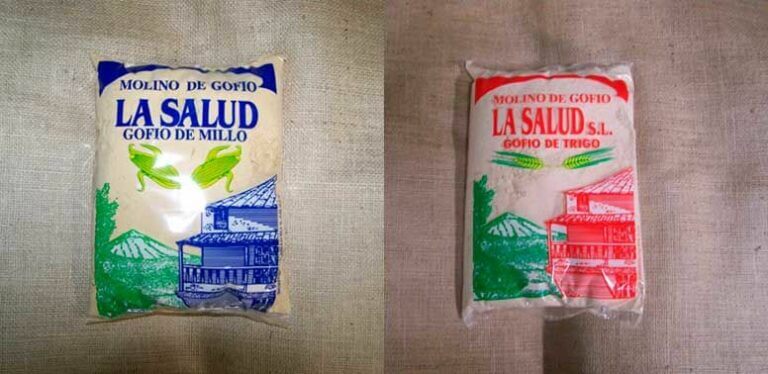 MOLINO DE GOFIO
LA SALUD
GOFIO DE MILLO
MOLINO DE GOFIO
LA SALUD S.L.
GOFIO DE TRIGO